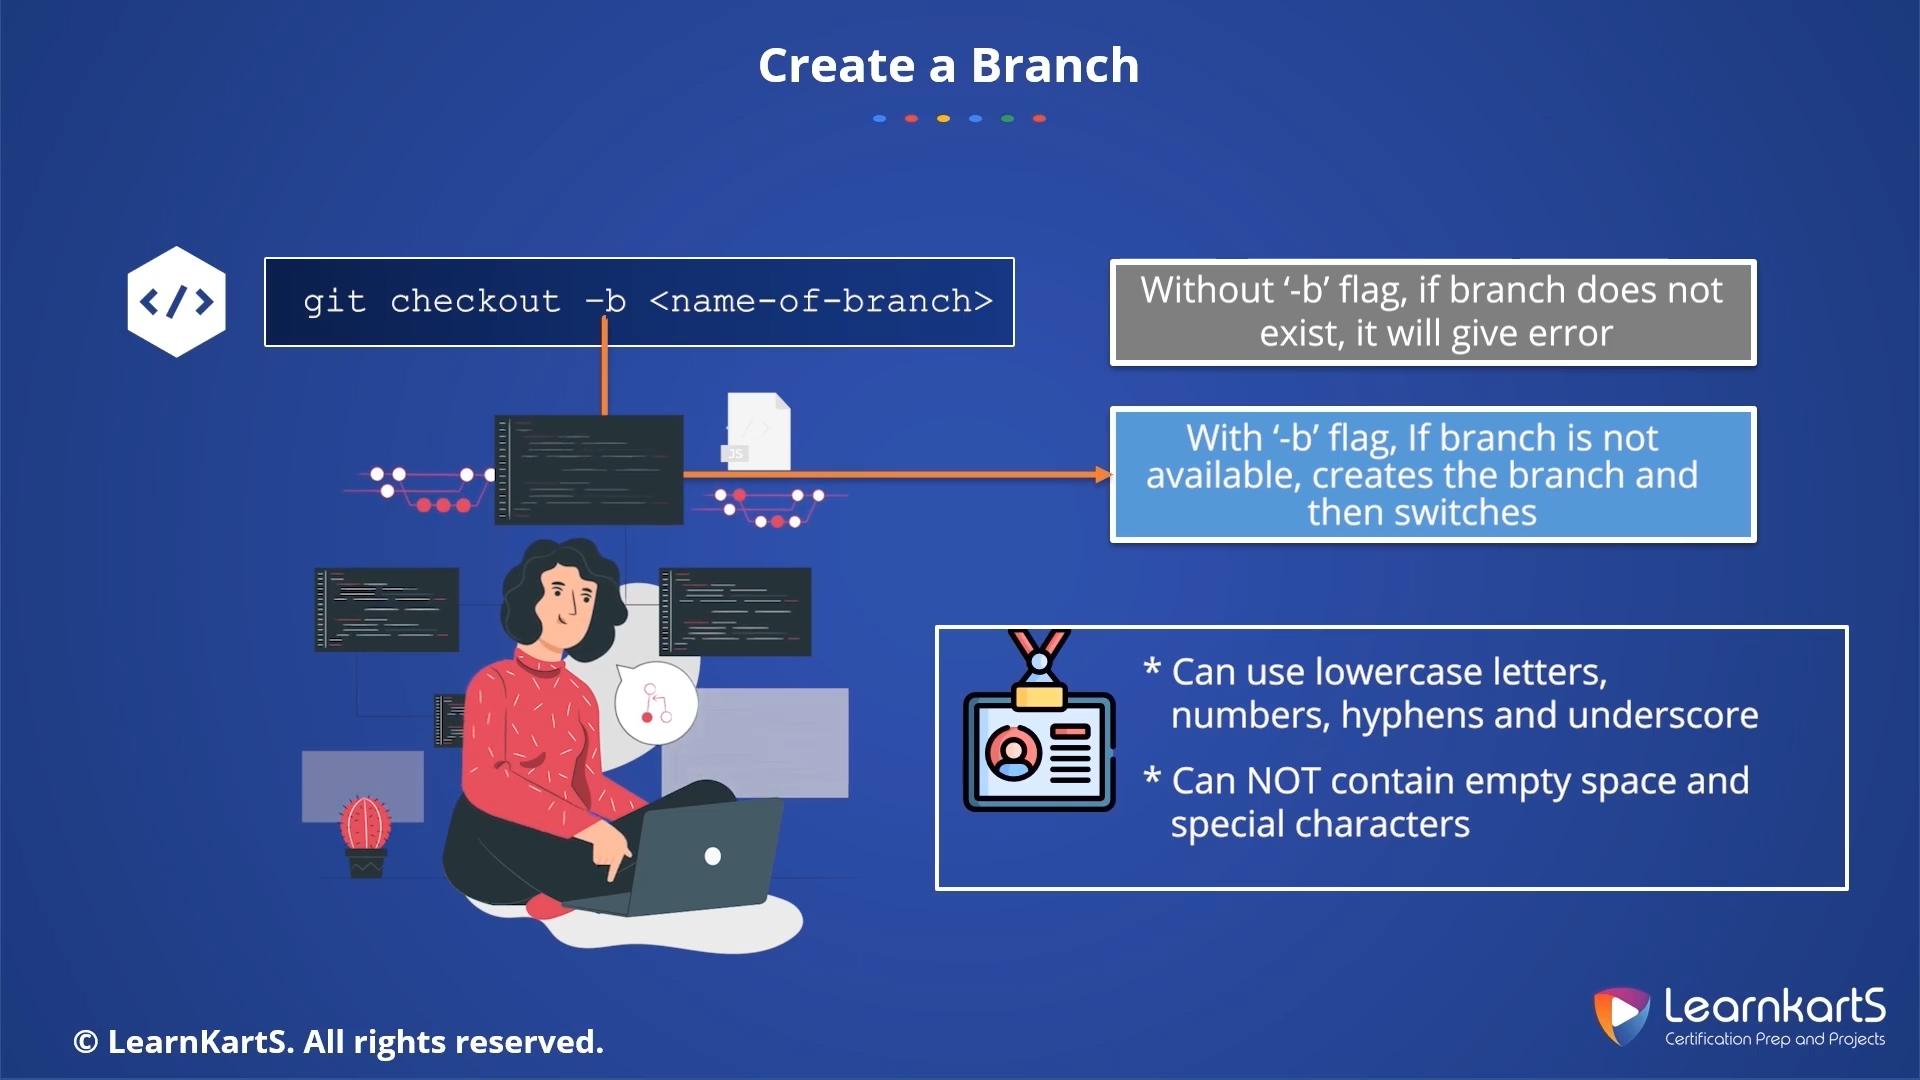 Create a Branch
</>
git checkout –b <name-of-branch>
Without ‘-b’ flag, if branch does not
exist, it will give error
With ‘-b’ flag, If branch is not
available, creates the branch and
then switches
JS
* Can use lowercase letters,
numbers, hyphens and underscore
* Can NOT contain empty space and
special characters
© LearnKartS. All rights reserved.
LearnkartS
Certification Prep and Projects